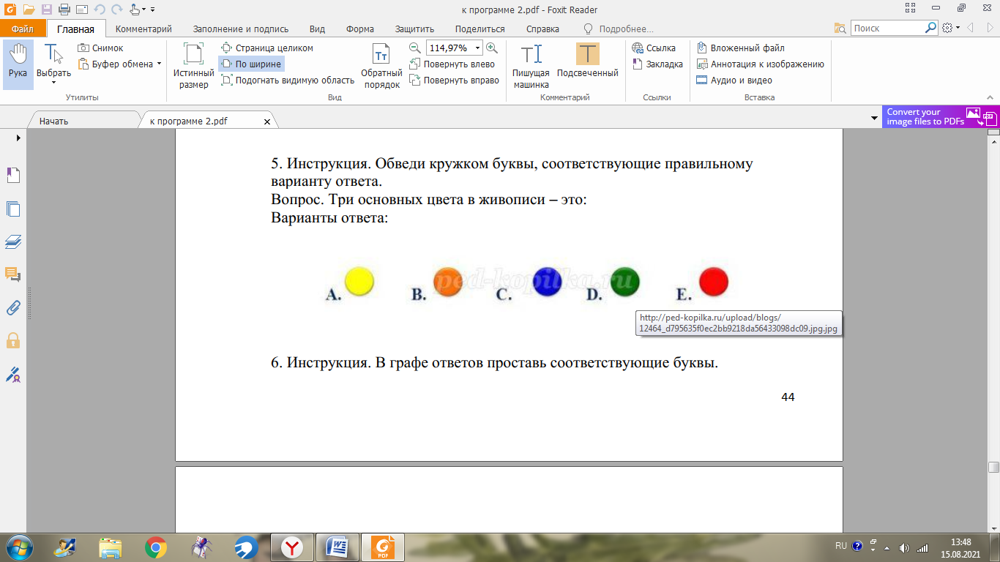 к программе 2.pdf - Foxit Reader
Файл Главная Комментарий Заполнение и подпись Вид Форма Защитить Поделиться Справка Подробнее... Поиск
Рука
Выбрать
Снимок
Буфер обмена
Утилиты
Истинный размер
Страница целиком
По ширине
Подогнать видимую область
Обратный порядок
114,97%
Повернуть влево
Повернуть вправо
Вид
Пишущая машинка
Подсвеченный
Комментарий
Ссылка
Закладка
Ссылки
Вложенный файл
Аннотация к изображению
Аудио и видео
Вставка
Начать
к программе 2.pdf
Convert your
image files to PDFs
5. Инструкция. Обведи кружком буквы, соответствующие правильному
варианту ответа.
Вопрос. Три основных цвета в живописи – это:
Варианты ответа:
ped-kopilka.ru
A. B. C. D. E.
http://ped-kopilka.ru/upload/blogs/
12464_d795635f0ec2bb9218da56433098dc09.jpg.jpg
6. Инструкция. В графе ответов проставь соответствующие буквы.
44
RU
13:48
15.08.2021